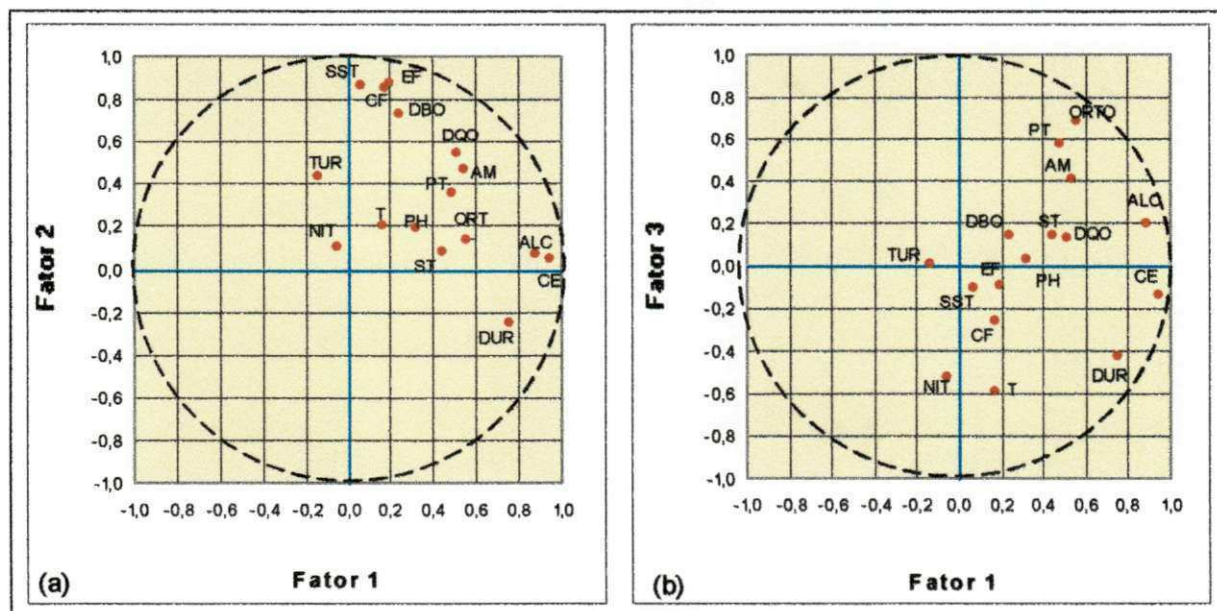 1,0
0,8
0,6
0,4
0,2
0,0
-0,2
-0,4
-0,6
-0,8
-1,0
Fator 2
SST
EF
CF
DBO
DQO
TUR
AM
PT
T
PH
ORT
NIT
ST
ALC
CE
DUR
-1,0 -0,8 -0,6 -0,4 -0,2 0,0 0,2 0,4 0,6 0,8 1,0
(a)
Fator 1
1,0
0,8
0,6
0,4
0,2
0,0
-0,2
-0,4
-0,6
-0,8
-1,0
Fator 3
ORTO
PT
AM
ALC
DBO
ST
DQO
TUR
EF
PH
CE
SST
CF
DUR
NIT
T
-1,0 -0,8 -0,6 -0,4 -0,2 0,0 0,2 0,4 0,6 0,8 1,0
(b)
Fator 1